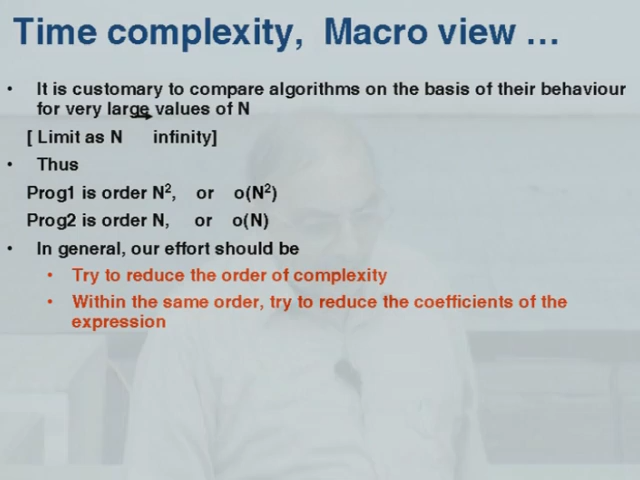 Time complexity, Macro view …
• It is customary to compare algorithms on the basis of their behaviour
for very large values of N
[ Limit as N → infinity]
• Thus
Prog1 is order N², or o(N²)
Prog2 is order N, or o(N)
• In general, our effort should be
• Try to reduce the order of complexity
• Within the same order, try to reduce the coefficients of the
expression